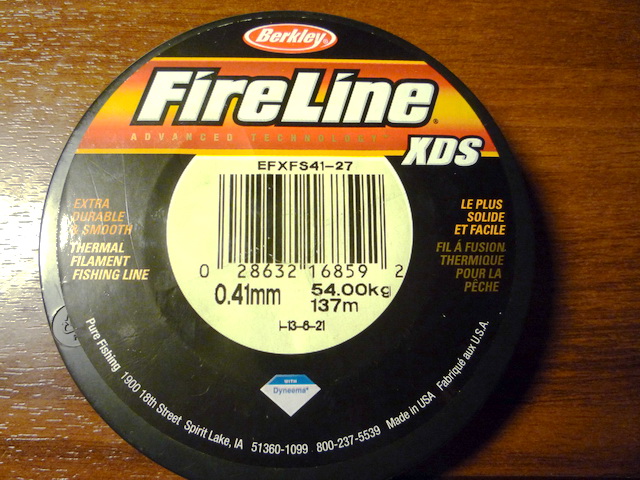 Berkley
FireLine®
ADVANCED TECHNOLOGY
XDS
EFXFS41-27
EXTRA
DURABLE
& SMOOTH
THERMAL
FILAMENT
FISHING LINE
LE PLUS
SOLIDE
ET FACILE
FIL Á FUSION
THERMIQUE
POUR LA
PÊCHE
0 28632 16859 2
0.41mm
54.00kg
137m
I-13-8-21
WITH
Dyneema®
Pure Fishing 1900 18th Street Spirit Lake, IA 51360-1099 800-237-5539 Made in USA Fabriqué aux U.S.A.